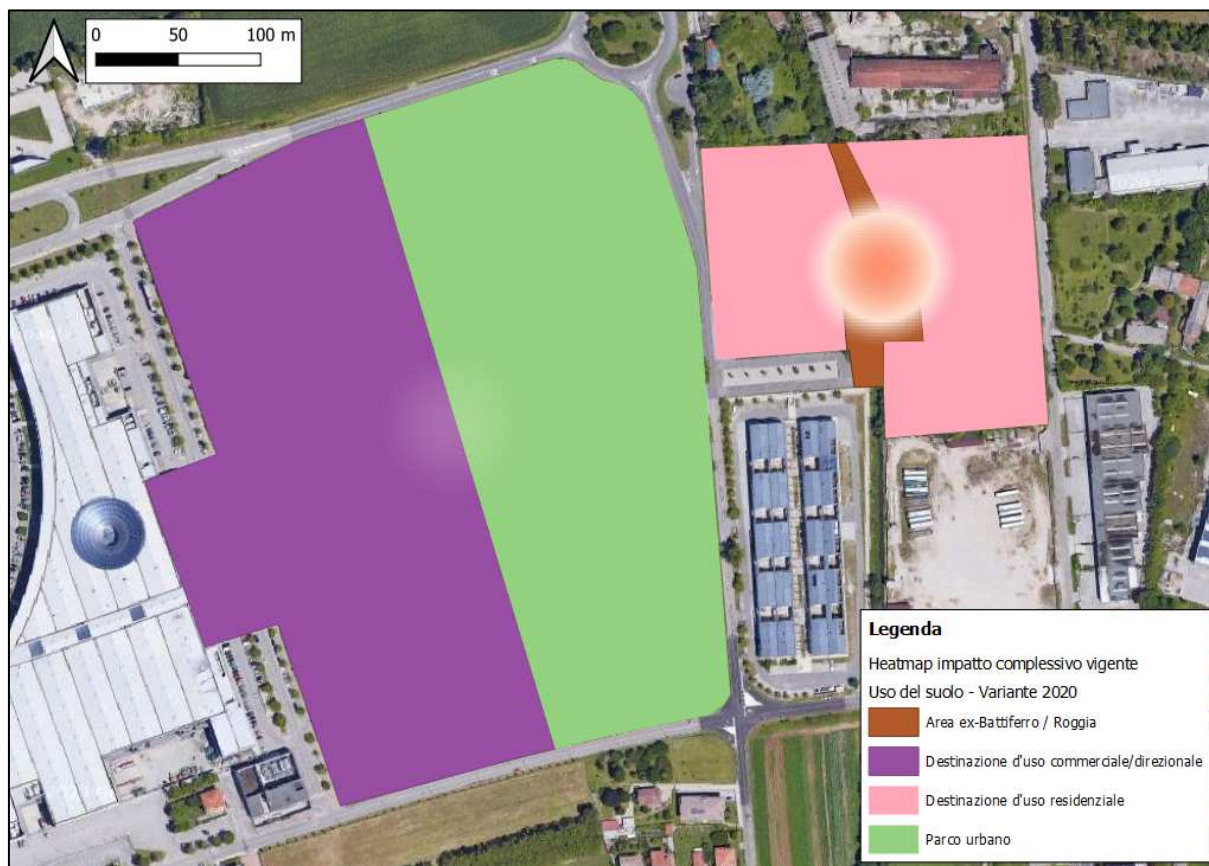 0 50 100 m
Legenda
Heatmap impatto complessivo vigente
Uso del suolo - Variante 2020
Area ex-Battiferro / Roggia
Destinazione d'uso commerciale/direzionale
Destinazione d'uso residenziale
Parco urbano